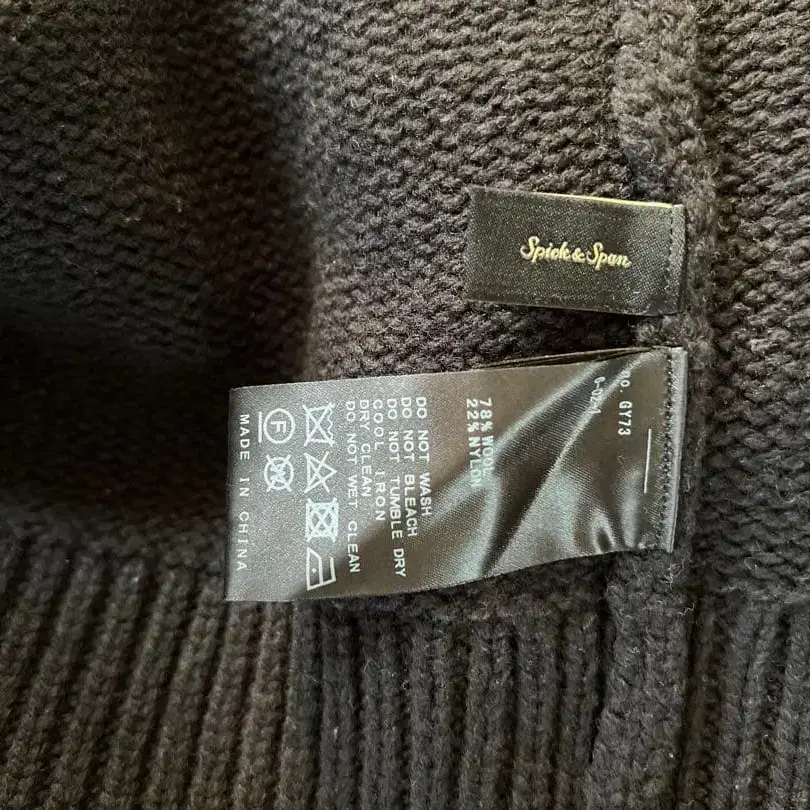 Spick & Span
no. GY73
78% WOOL
22% NYLON
DO NOT WASH
DO NOT BLEACH
DO NOT TUMBLE DRY
COOL IRON
DRY CLEAN
DO NOT WET CLEAN
F
W
MADE IN CHINA